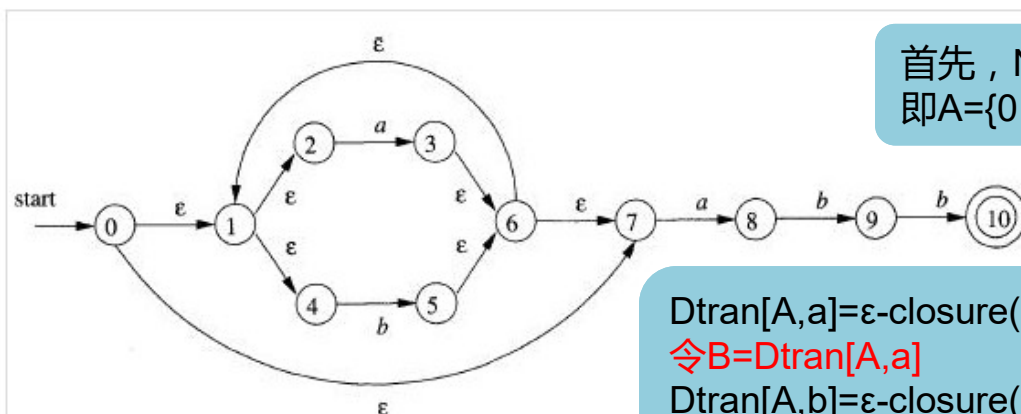 ε
首先，N
即A={0
a
2
3
start
ε
ε
ε
ε
a
b
b
0
1
6
7
8
9
10
ε
ε
4
5
b
Dtran[A,a]=ε-closure(
令B=Dtran[A,a]
Dtran[A,b]=ε-closure(
ε